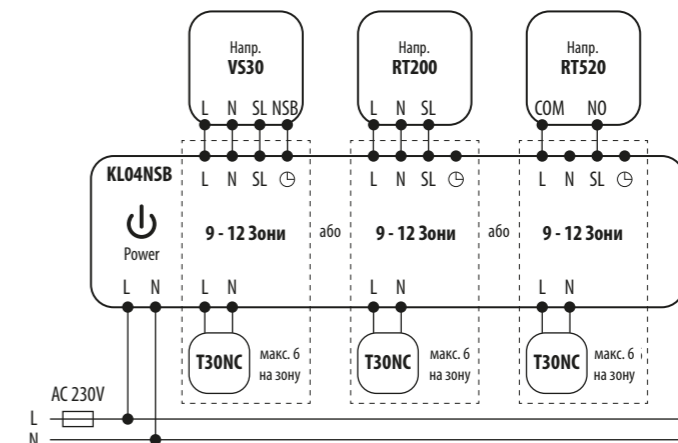 Напр. Напр. Напр.
VS30 RT200 RT520
L N SL NSB L N SL COM NO
KL04NSB L N SL L N SL L N SL
9 - 12 Зони або 9 - 12 Зони або 9 - 12 Зони
Power
L N L N L N L N
T30NC макс. 6 T30NC макс. 6 T30NC макс. 6
на зону на зону на зону
AC 230V
L
N